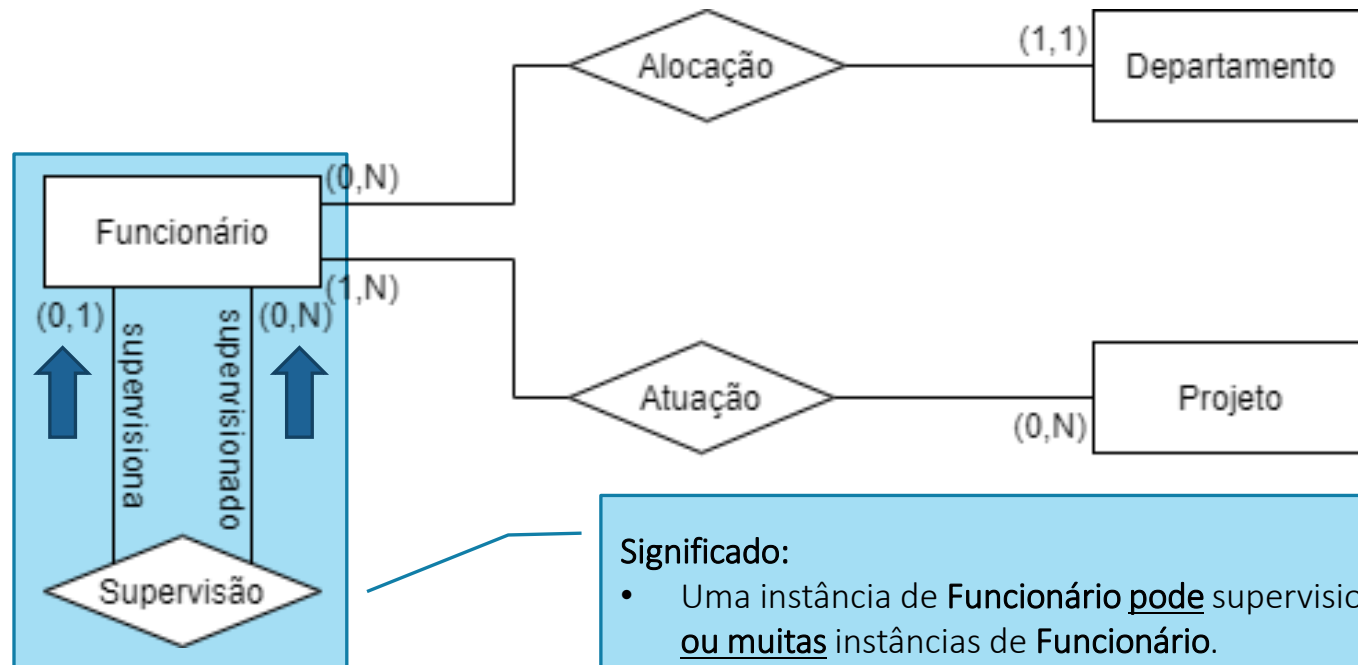 Alocação
(1,1)
Departamento
(0,N)
Funcionário
(1,N)
(0,1)
(0,N)
supervisiona
supervisionado
Atuação
(0,N)
Projeto
Supervisão
Significado:
• Uma instância de Funcionário pode
ou muitas instâncias de Funcionário.